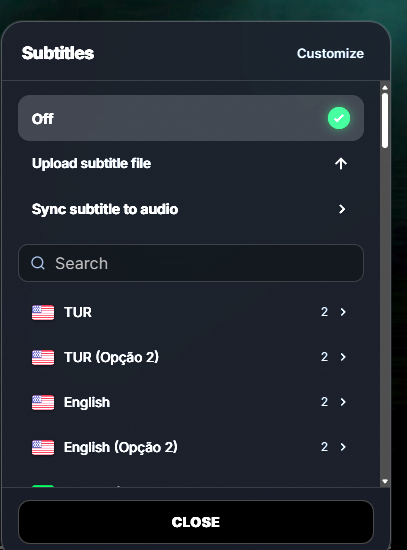 Subtitles
Customize
Off
Upload subtitle file
Sync subtitle to audio
Search
TUR 2
TUR (Opção 2) 2
English 2
English (Opção 2) 2
CLOSE